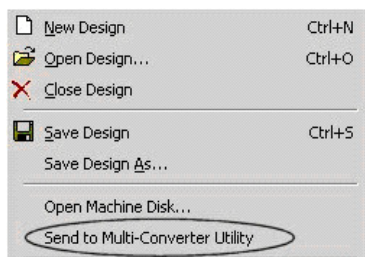 New Design Ctrl+N
Open Design... Ctrl+O
Close Design
Save Design Ctrl+S
Save Design As...
Open Machine Disk...
Send to Multi-Converter Utility